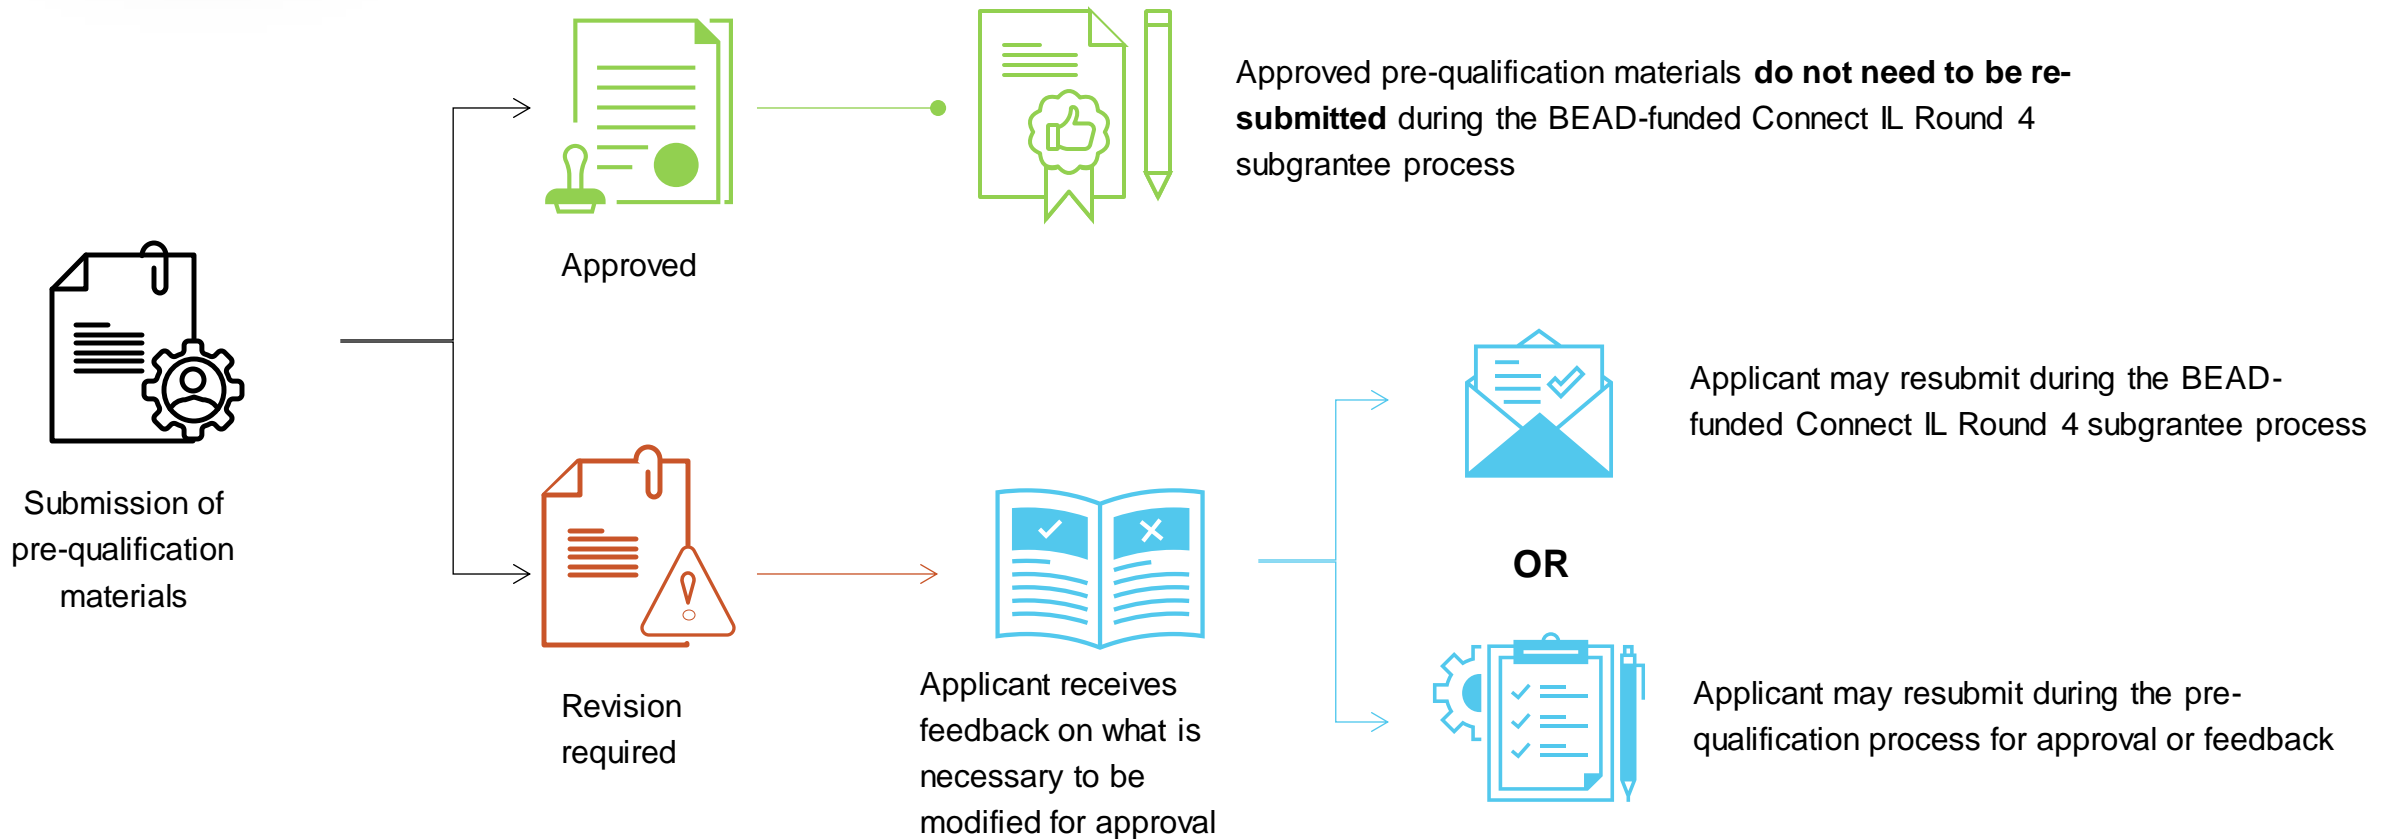 Approved pre-qualification materials do not need to be re-
submitted during the BEAD-funded Connect IL Round 4
subgrantee process
Approved
Submission of
pre-qualification
materials
Revision
required
Applicant receives
feedback on what is
necessary to be
modified for approval
Applicant may resubmit during the BEAD-
funded Connect IL Round 4 subgrantee process
OR
Applicant may resubmit during the pre-
qualification process for approval or feedback